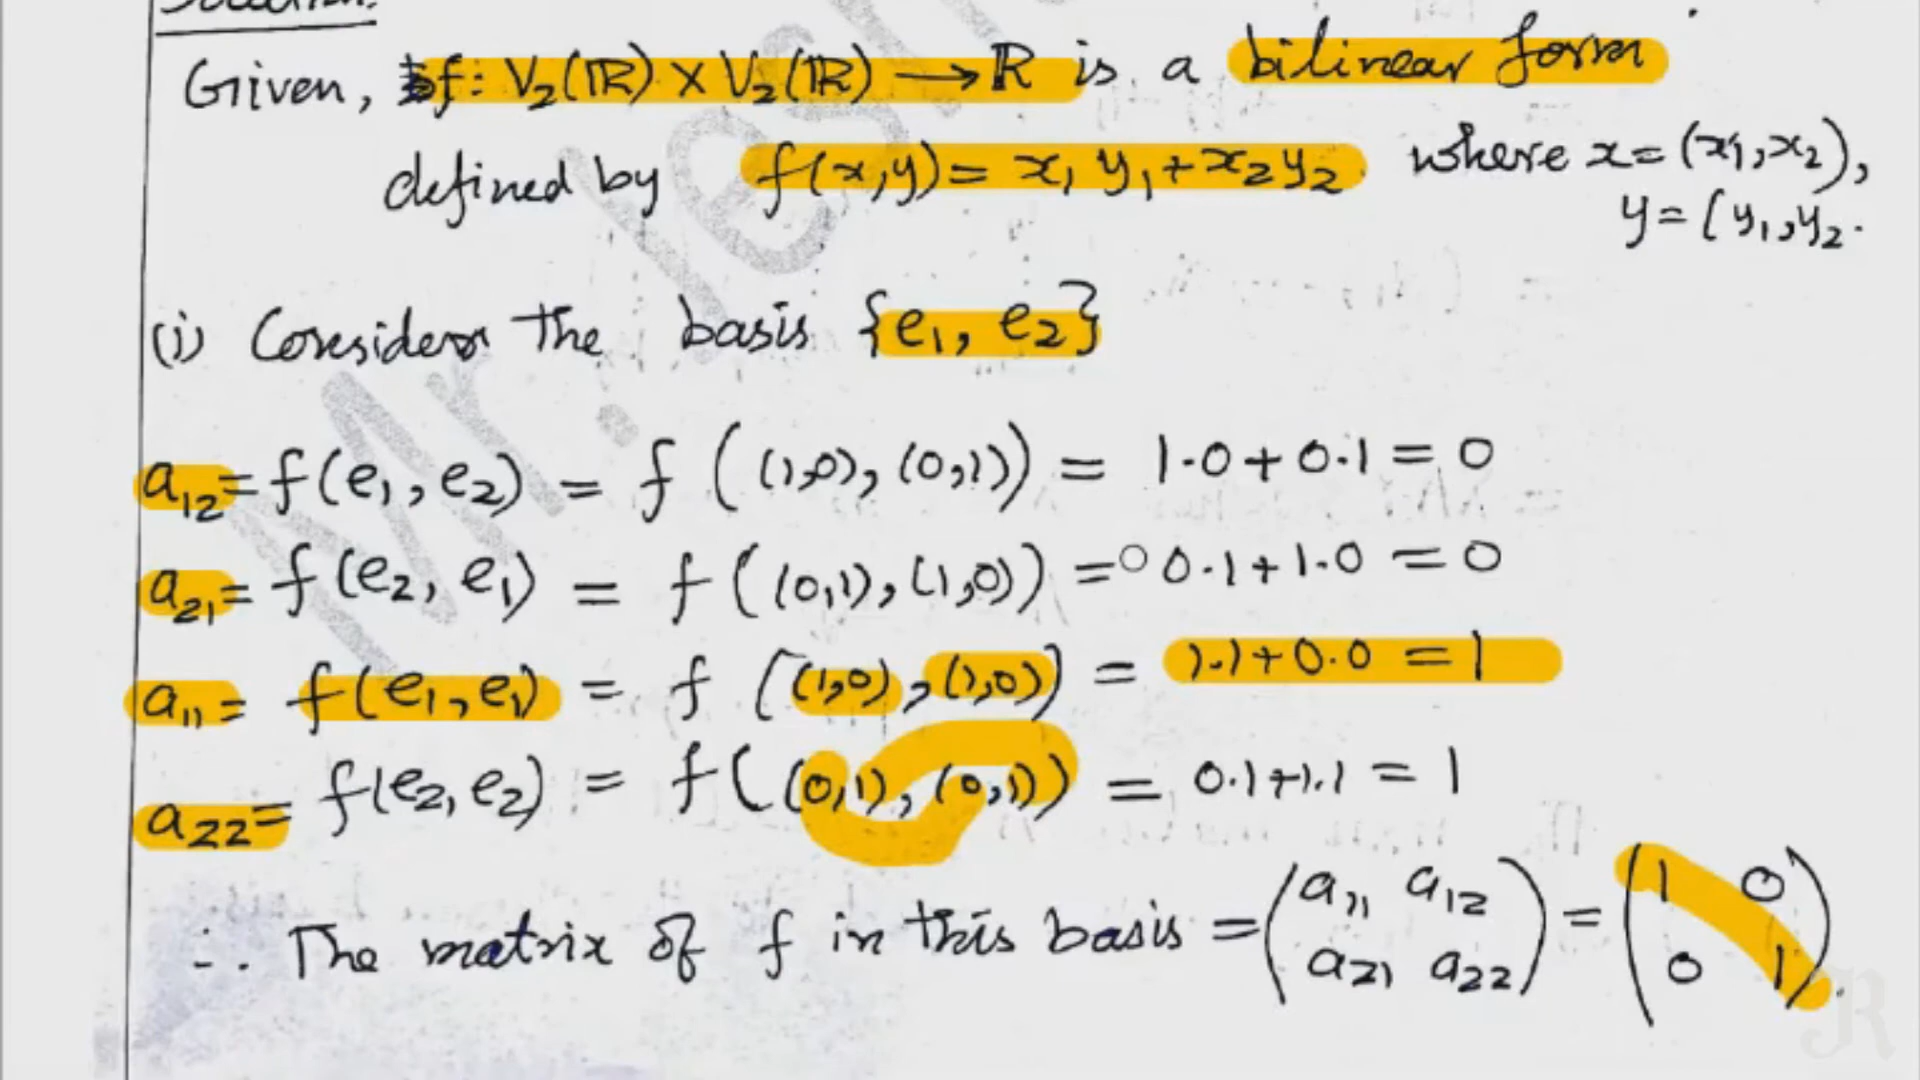 Solution:
Given, f: V₂(ℝ) × V₂(ℝ) → ℝ is a bilinear form
defined by f(x,y) = x₁ y₁ + x₂ y₂ where x = (x₁, x₂),
y = (y₁, y₂.
(i) Consider the basis {e₁, e₂}
a₁₂ = f(e₁, e₂) = f ((1,0), (0,1)) = 1·0 + 0·1 = 0
a₂₁ = f(e₂, e₁) = f((0,1), (1,0)) = 0·1 + 1·0 = 0
a₁₁ = f(e₁, e₁) = f [(1,0), (1,0)] = 1·1 + 0·0 = 1
a₂₂ = f(e₂, e₂) = f((0,1), (0,1)) = 0·1 + 1·1 = 1
∴ The matrix of f in this basis = (a₁₁ a₁₂ = (1 0
a₂₁ a₂₂) 0 1).